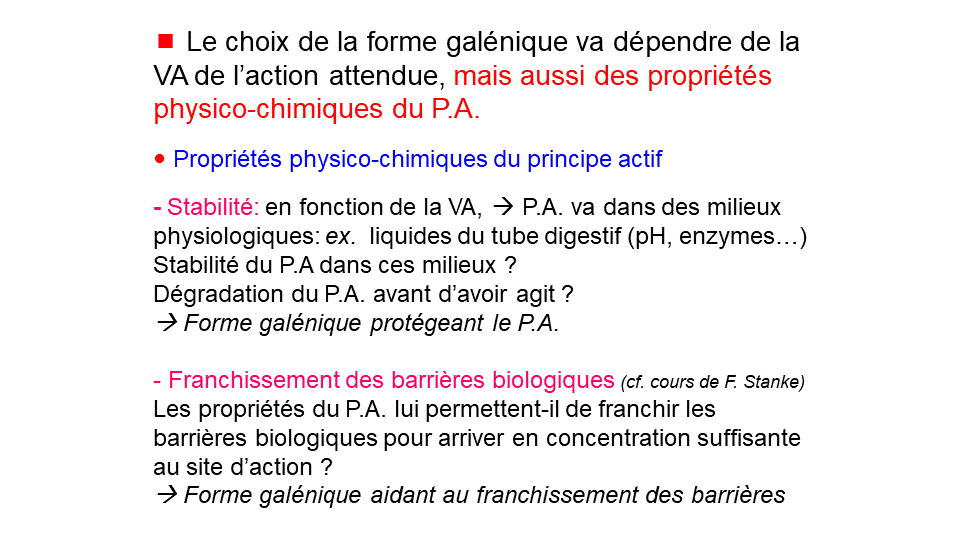 ■ Le choix de la forme galénique va dépendre de la
VA de l’action attendue, mais aussi des propriétés
physico-chimiques du P.A.
• Propriétés physico-chimiques du principe actif
- Stabilité: en fonction de la VA, → P.A. va dans des milieux
physiologiques: ex. liquides du tube digestif (pH, enzymes…)
Stabilité du P.A dans ces milieux ?
Dégradation du P.A. avant d’avoir agit ?
→ Forme galénique protégeant le P.A.
- Franchissement des barrières biologiques (cf. cours de F. Stanke)
Les propriétés du P.A. lui permettent-il de franchir les
barrières biologiques pour arriver en concentration suffisante
au site d’action ?
→ Forme galénique aidant au franchissement des barrières